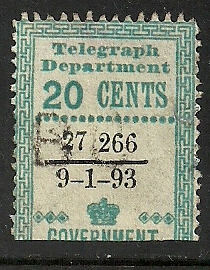 Telegraph
Department
20 CENTS
27 266
9-1-93
GOVERNMENT